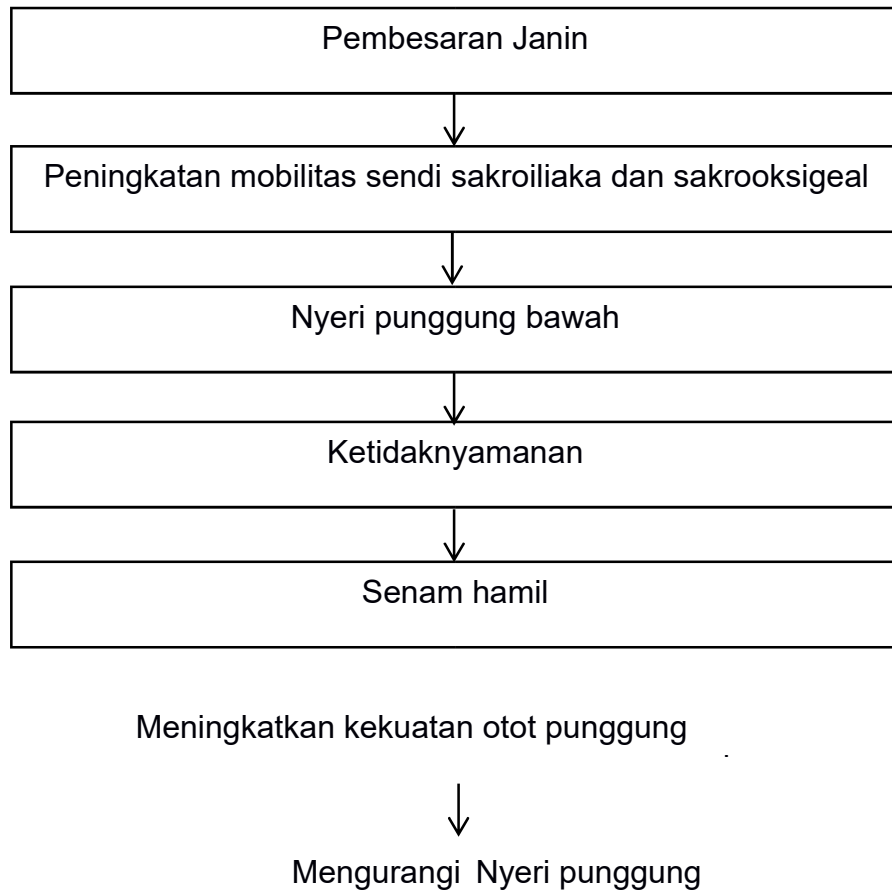 Pembesaran Janin
Peningkatan mobilitas sendi sakroiliaka dan sakrooksigeal
Nyeri punggung bawah
Ketidaknyamanan
Senam hamil
Meningkatkan kekuatan otot punggung
.
Mengurangi Nyeri punggung